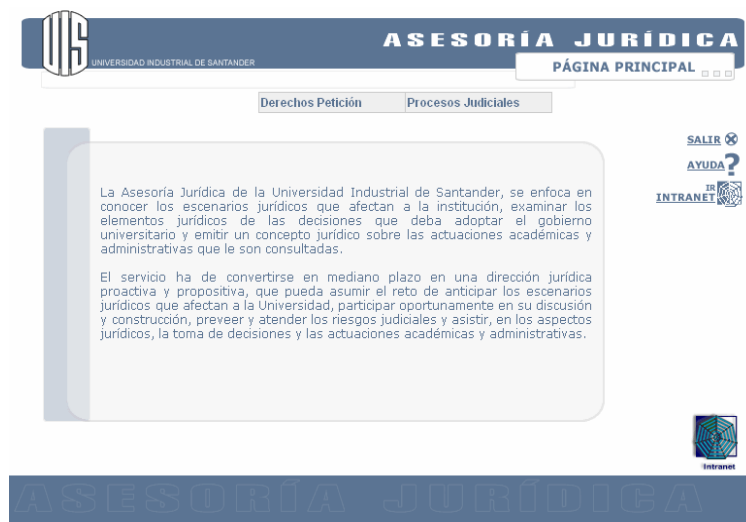 UIS
UNIVERSIDAD INDUSTRIAL DE SANTANDER
ASESORÍA JURÍDICA
PÁGINA PRINCIPAL
Derechos Petición Procesos Judiciales
SALIR
AYUDA
IR
INTRANET
La Asesoría Jurídica de la Universidad Industrial de Santander, se enfoca en
conocer los escenarios jurídicos que afectan a la institución, examinar los
elementos jurídicos de las decisiones que deba adoptar el gobierno
universitario y emitir un concepto jurídico sobre las actuaciones académicas y
administrativas que le son consultadas.
El servicio ha de convertirse en mediano plazo en una dirección jurídica
proactiva y propositiva, que pueda asumir el reto de anticipar los escenarios
jurídicos que afectan a la Universidad, participar oportunamente en su discusión
y construcción, preveer y atender los riesgos judiciales y asistir, en los aspectos
jurídicos, la toma de decisiones y las actuaciones académicas y administrativas.
Intranet
ASESORÍA JURÍDICA